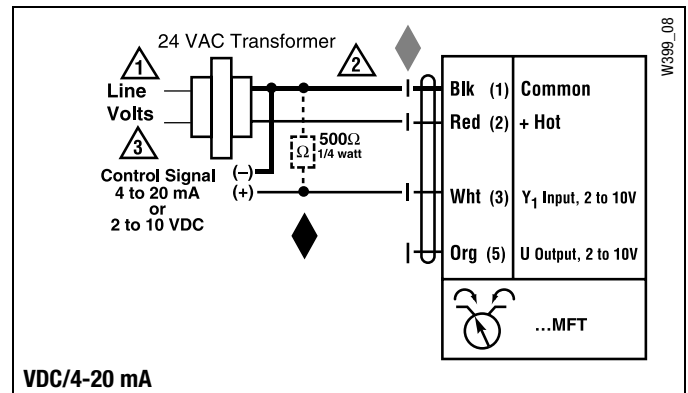 W399_08
24 VAC Transformer
1
2
Line
Volts
3
Control Signal
4 to 20 mA
or
2 to 10 VDC
(–)
(+)
Ω
500Ω
1/4 watt
Blk (1) Common
Red (2) + Hot
Wht (3) Y1 Input, 2 to 10V
Org (5) U Output, 2 to 10V
...MFT
VDC/4-20 mA